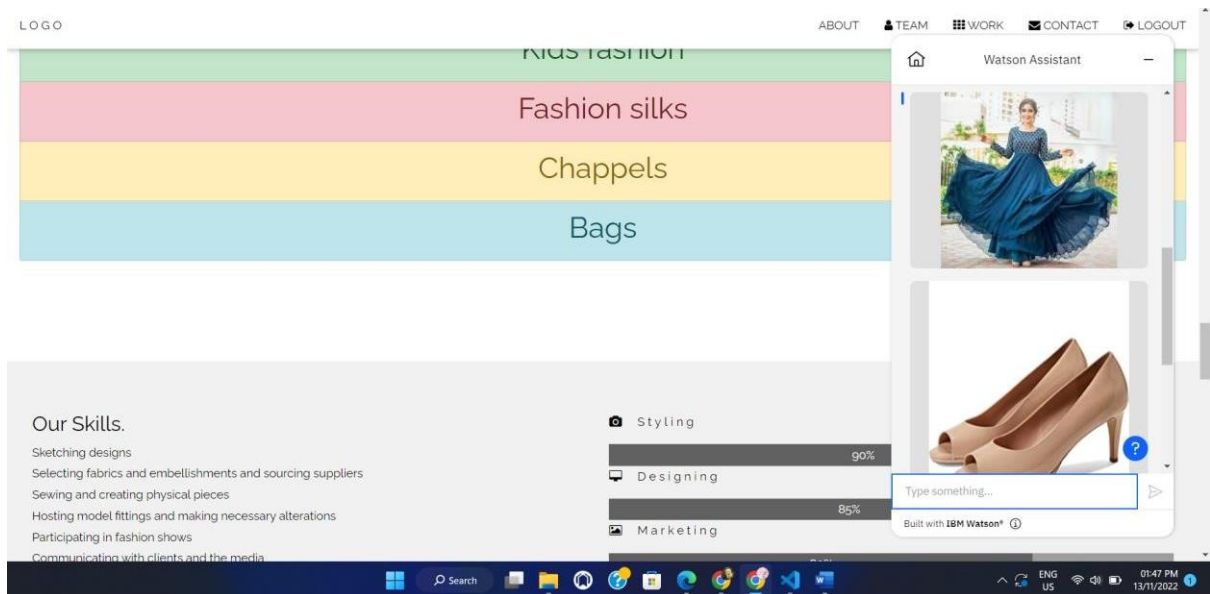 LOGO
ABOUT TEAM WORK CONTACT LOGOUT
Kids fashion
Fashion silks
Chappels
Bags
Watson Assistant
Type something...
Built with IBM Watson®
Our Skills.
Sketching designs
Selecting fabrics and embellishments and sourcing suppliers
Sewing and creating physical pieces
Hosting model fittings and making necessary alterations
Participating in fashion shows
Communicating with clients and the media
Styling
90%
Designing
85%
Marketing
Search
ENG
US
01:47 PM
13/11/2022